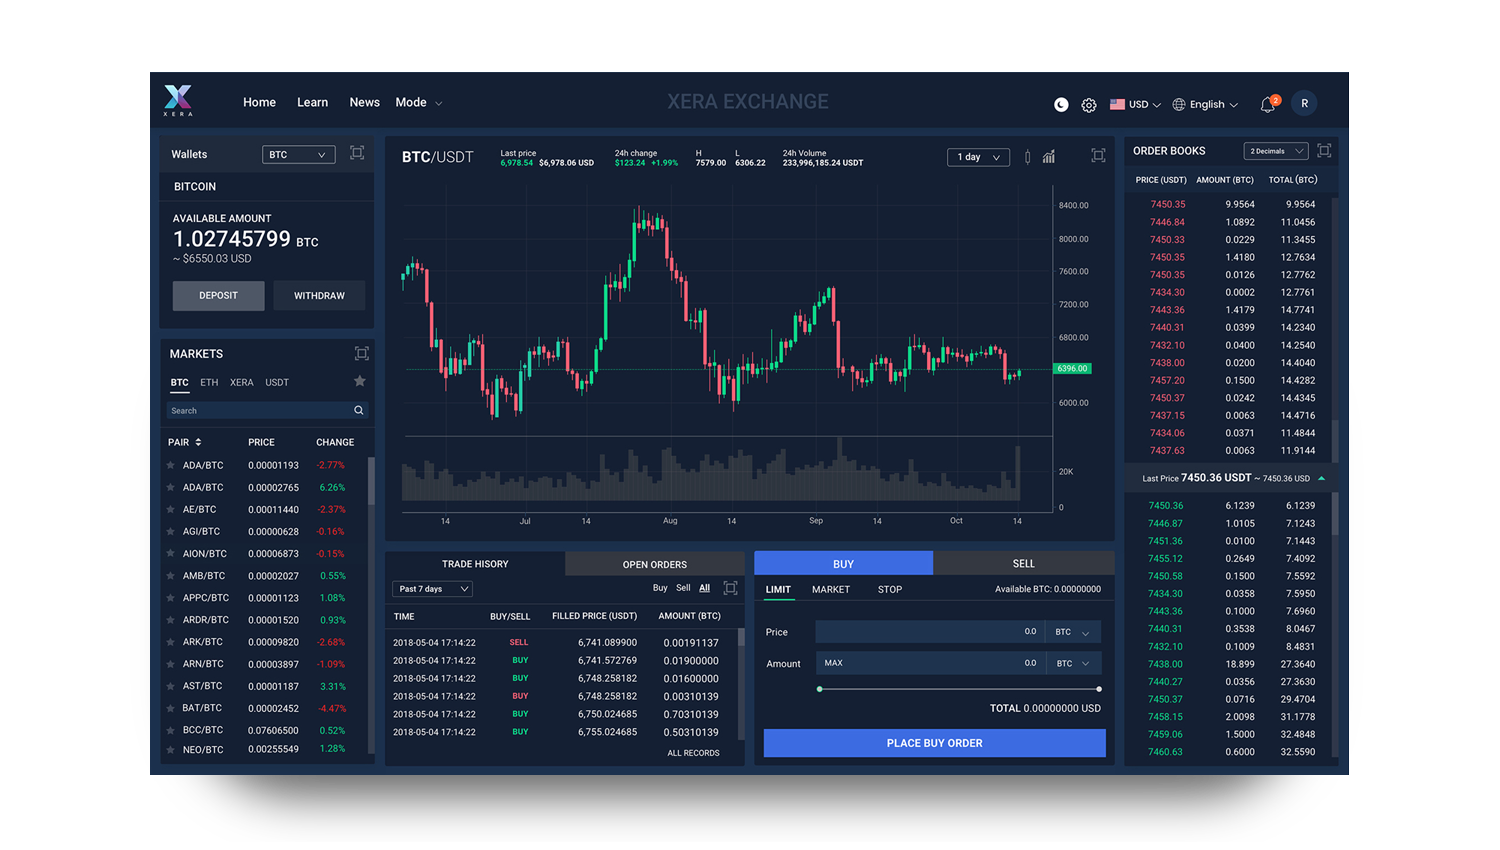 XERA
Home Learn News Mode
XERA EXCHANGE
USD English 2 R
Wallets BTC
BITCOIN
AVAILABLE AMOUNT
1.02745799 BTC
~ $6550.03 USD
DEPOSIT WITHDRAW
MARKETS
BTC ETH XERA USDT
Search
PAIR PRICE CHANGE
ADA/BTC 0.00001193 -2.77%
ADA/BTC 0.00002765 6.26%
AE/BTC 0.00011440 -2.37%
AGI/BTC 0.00000628 -0.16%
AION/BTC 0.00006873 -0.15%
AMB/BTC 0.00002027 0.55%
APPC/BTC 0.00001123 1.08%
ARDR/BTC 0.00001520 0.93%
ARK/BTC 0.00009820 -2.68%
ARN/BTC 0.00003897 -1.09%
AST/BTC 0.00001187 3.31%
BAT/BTC 0.00002452 -4.47%
BCC/BTC 0.07606500 0.52%
NEO/BTC 0.00255549 1.28%
BTC/USDT
Last price
6,978.54 $6,978.06 USD
24h change
$123.24 +1.99%
H
7579.00
L
6306.22
24h Volume
233,996,185.24 USDT
1 day
8400.00
8000.00
7600.00
7200.00
6800.00
6396.00
6000.00
20K
0
14 Jul 14 Aug 14 Sep 14 Oct 14
TRADE HISORY OPEN ORDERS
Past 7 days Buy Sell All
TIME BUY/SELL FILLED PRICE (USDT) AMOUNT (BTC)
2018-05-04 17:14:22 SELL 6,741.089900 0.00191137
2018-05-04 17:14:22 BUY 6,741.572769 0.01900000
2018-05-04 17:14:22 BUY 6,748.258182 0.01600000
2018-05-04 17:14:22 BUY 6,748.258182 0.00310139
2018-05-04 17:14:22 BUY 6,750.024685 0.70310139
2018-05-04 17:14:22 BUY 6,755.024685 0.50310139
ALL RECORDS
BUY SELL
LIMIT MARKET STOP Available BTC: 0.00000000
Price 0.0 BTC
Amount MAX 0.0 BTC
TOTAL 0.00000000 USD
PLACE BUY ORDER
ORDER BOOKS 2 Decimals
PRICE (USDT) AMOUNT (BTC) TOTAL (BTC)
7450.35 9.9564 9.9564
7446.84 1.0892 11.0456
7450.33 0.0229 11.3455
7450.35 1.4180 12.7634
7450.35 0.0126 12.7762
7434.30 0.0002 12.7761
7443.36 1.4179 14.7741
7440.31 0.0399 14.2340
7432.10 0.0400 14.2540
7438.00 0.0200 14.4040
7457.20 0.1500 14.4282
7450.37 0.0242 14.4345
7437.15 0.0063 14.4716
7434.06 0.0371 11.4844
7437.63 0.0063 11.9144
Last Price 7450.36 USDT ~ 7450.36 USD
7450.36 6.1239 6.1239
7446.87 1.0105 7.1243
7451.36 0.0100 7.1443
7455.12 0.2649 7.4092
7450.58 0.1500 7.5592
7434.30 0.0358 7.5950
7443.36 0.1000 7.6960
7440.31 0.3538 8.0467
7432.10 0.1009 8.4831
7438.00 18.899 27.3640
7440.27 0.0356 27.3630
7450.37 0.0716 29.4704
7458.15 2.0098 31.1778
7459.06 1.5000 32.4848
7460.63 0.6000 32.5590